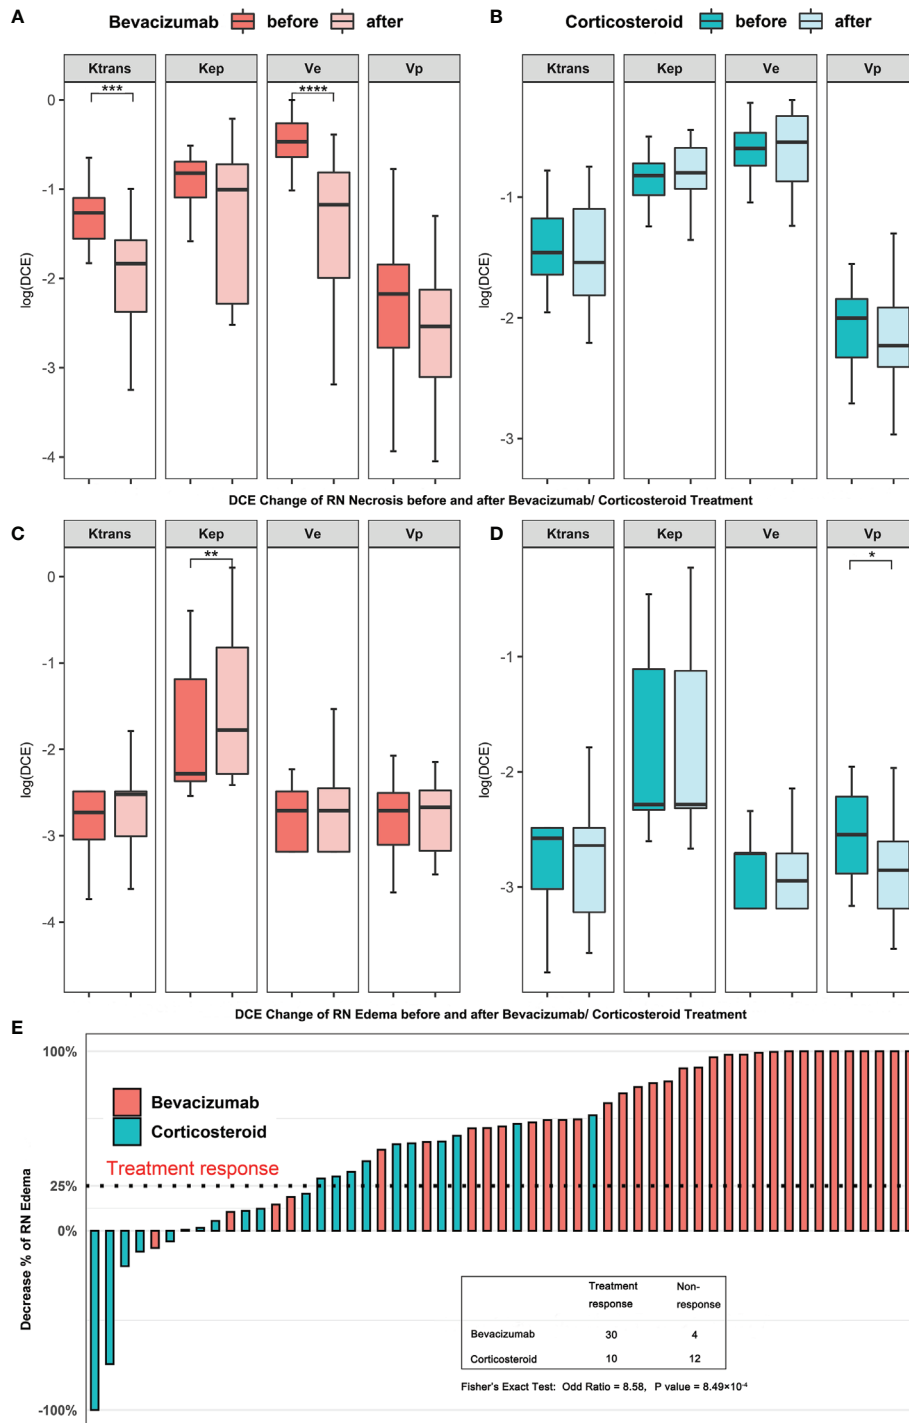 A
Bevacizumab before after
B
Corticosteroid before after
Ktrans Kep Ve Vp
Ktrans Kep Ve Vp
*** ****
0
-1
-2
-3
-4
log(DCE)
-1
-2
-3
log(DCE)
DCE Change of RN Necrosis before and after Bevacizumab/ Corticosteroid Treatment
C
Ktrans Kep Ve Vp
D
Ktrans Kep Ve Vp
**
*
0
-1
-2
-3
-4
log(DCE)
-1
-2
-3
log(DCE)
DCE Change of RN Edema before and after Bevacizumab/ Corticosteroid Treatment
E
100%
Bevacizumab
Corticosteroid
Treatment response
25%
0%
-100%
Decrease % of RN Edema
Treatment Non-
response response
Bevacizumab 30 4
Corticosteroid 10 12
Fisher's Exact Test: Odd Ratio = 8.58, P value = 8.49×10⁻⁴